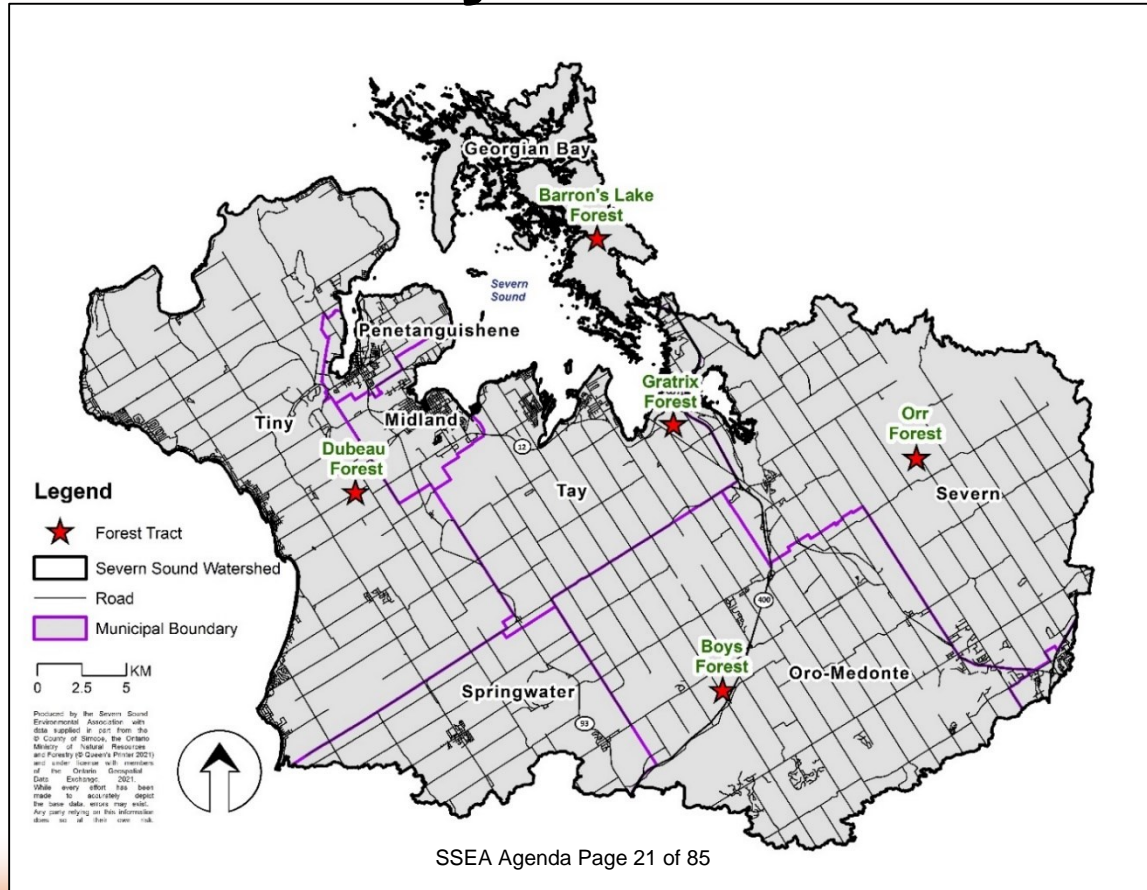 Georgian Bay
Barron's Lake
Forest
Severn
Sound
Penetanguishene
Gratrix
Forest
Tiny
Midland
Orr
Forest
12
Dubeau
Forest
Tay
Severn
Legend
Forest Tract
Severn Sound Watershed
Road
Municipal Boundary
400
Boys
Forest
Oro-Medonte
Springwater
93
KM
0 2.5 5
Produced by the Severn Sound
Environmental Association with
data supplied in part from the
© County of Simcoe, the Ontario
Ministry of Natural Resources
and Forestry (© Queen's Printer 2021)
and under license with members
of the Ontario Geospatial
Data Exchange, 2021.
While every effort has been
made to accurately depict
the base data, errors may exist.
Any party relying on this information
does so at their own risk.
SSEA Agenda Page 21 of 85